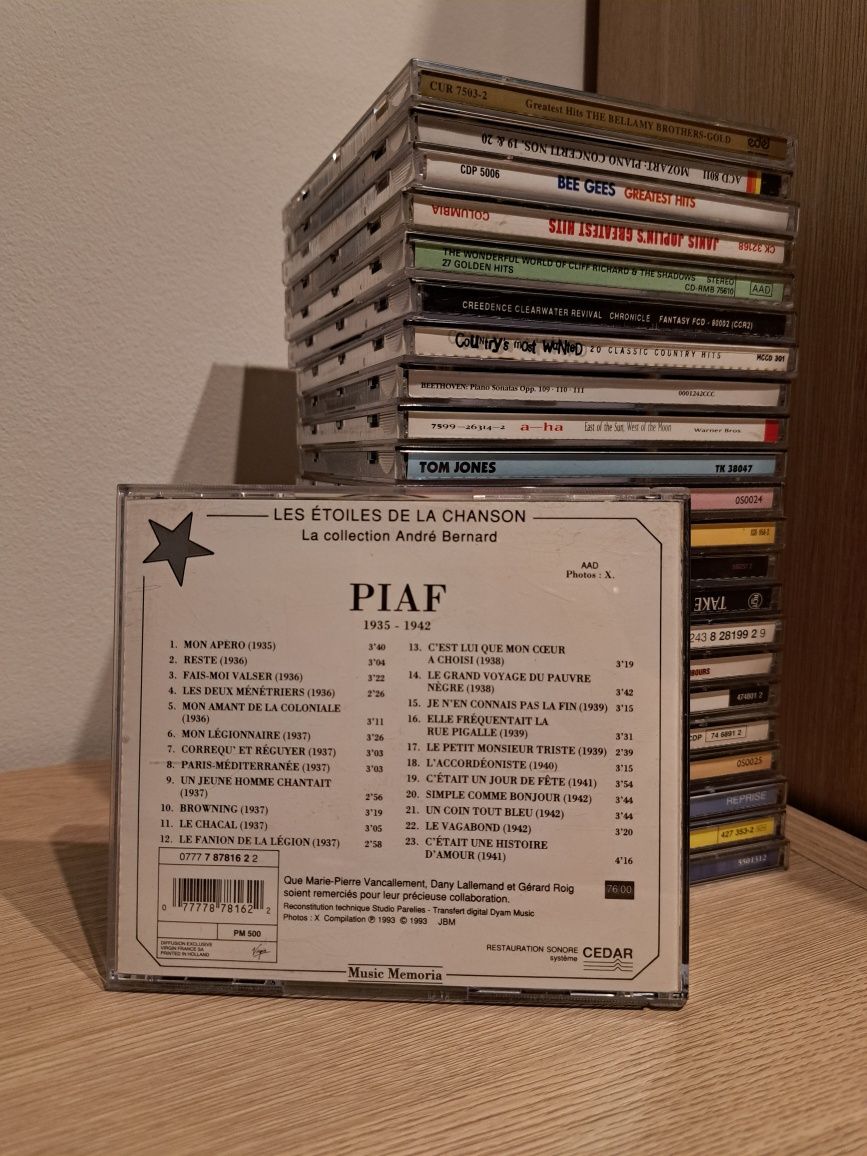 CUR 7503-2 Greatest Hits THE BELLAMY BROTHERS-GOLD ede
ACD 8011 MOZART: PIANO CONCERTI NOS. 19 & 20
CDP 5006 BEE GEES GREATEST HITS
CK 32168 JANIS JOPLIN'S GREATEST HITS COLUMBIA
THE WONDERFUL WORLD OF CLIFF RICHARD & THE SHADOWS STEREO
27 GOLDEN HITS CD-RMB 75610 AAD
CREEDENCE CLEARWATER REVIVAL CHRONICLE FANTASY FCD - 80002 (CCR2)
Country's most wanted 20 CLASSIC COUNTRY HITS MCCD 301
BEETHOVEN: Piano Sonatas Opp. 109 · 110 · 111 0001242CCC
7599-26314-2 a-ha East of the Sun, West of the Moon Warner Bros.
TOM JONES TK 38047
050024
TAKE
243 8 28199 2 9
474801 2
CDP 74 6891 2
050025
REPRISE
427 353-2
5501312
LES ÉTOILES DE LA CHANSON
La collection André Bernard
AAD
Photos : X.
PIAF
1935 - 1942
1. MON APÉRO (1935) 3'40
2. RESTE (1936) 3'04
3. FAIS-MOI VALSER (1936) 3'22
4. LES DEUX MÉNÉTRIERS (1936) 2'26
5. MON AMANT DE LA COLONIALE
(1936) 3'11
6. MON LÉGIONNAIRE (1937) 3'26
7. CORREQU' ET RÉGUYER (1937) 3'03
8. PARIS-MÉDITERRANÉE (1937) 3'03
9. UN JEUNE HOMME CHANTAIT
(1937) 2'56
10. BROWNING (1937) 3'19
11. LE CHACAL (1937) 3'05
12. LE FANION DE LA LÉGION (1937) 2'58
13. C'EST LUI QUE MON CŒUR
A CHOISI (1938) 3'19
14. LE GRAND VOYAGE DU PAUVRE
NÈGRE (1938) 3'42
15. JE N'EN CONNAIS PAS LA FIN (1939) 3'15
16. ELLE FRÉQUENTAIT LA
RUE PIGALLE (1939) 3'31
17. LE PETIT MONSIEUR TRISTE (1939) 2'39
18. L'ACCORDÉONISTE (1940) 3'15
19. C'ÉTAIT UN JOUR DE FÊTE (1941) 3'54
20. SIMPLE COMME BONJOUR (1942) 3'44
21. UN COIN TOUT BLEU (1942) 3'44
22. LE VAGABOND (1942) 3'20
23. C'ÉTAIT UNE HISTOIRE
D'AMOUR (1941) 4'16
0777 7 87816 2 2
0 77778 78162 2
PM 500
DIFFUSION EXCLUSIVE
VIRGIN FRANCE SA
PRINTED IN HOLLAND
Virgin
Que Marie-Pierre Vancallement, Dany Lallemand et Gérard Roig
soient remerciés pour leur précieuse collaboration.
76'00
Reconstitution technique Studio Parelies - Transfert digital Dyam Music
Photos : X Compilation ℗ 1993 © 1993 JBM
RESTAURATION SONORE
système
CEDAR
Music Memoria